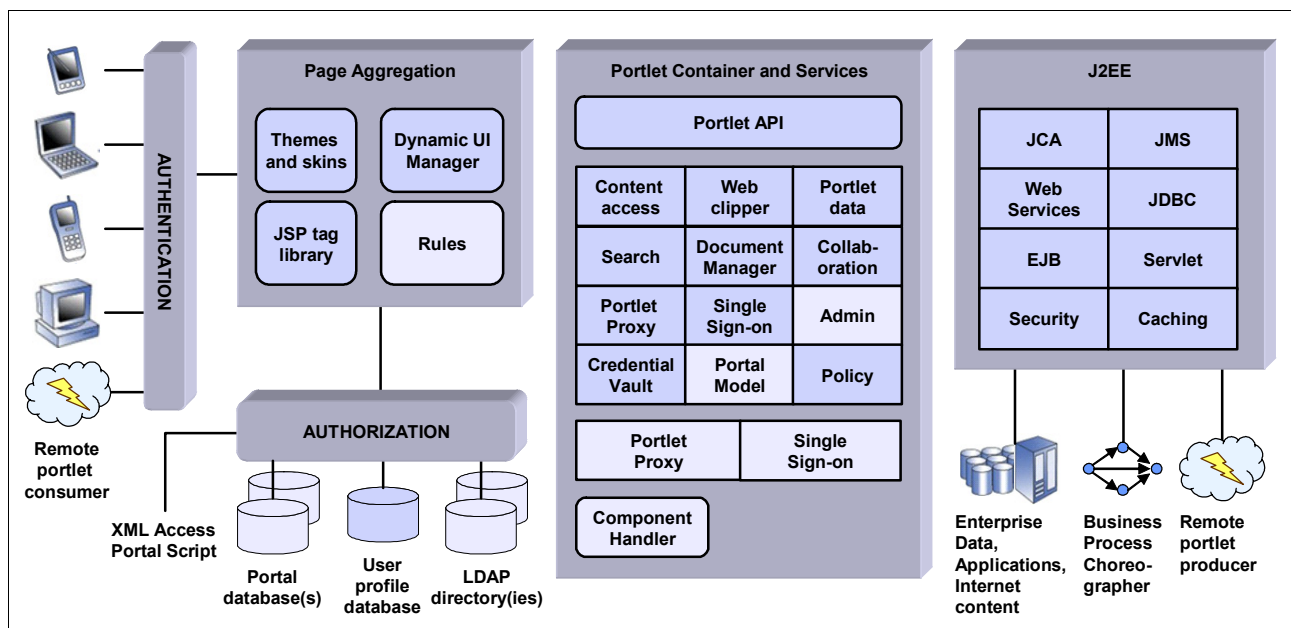 AUTHENTICATION
Remote
portlet
consumer
Page Aggregation
Themes
and skins
Dynamic UI
Manager
JSP tag
library
Rules
AUTHORIZATION
XML Access
Portal Script
Portal
database(s)
User
profile
database
LDAP
directory(ies)
Portlet Container and Services
Portlet API
Content
access
Web
clipper
Portlet
data
Search
Document
Manager
Collab-
oration
Portlet
Proxy
Single
Sign-on
Admin
Credential
Vault
Portal
Model
Policy
Portlet
Proxy
Single
Sign-on
Component
Handler
J2EE
JCA
JMS
Web
Services
JDBC
EJB
Servlet
Security
Caching
Enterprise
Data,
Applications,
Internet
content
Business
Process
Choreo-
grapher
Remote
portlet
producer